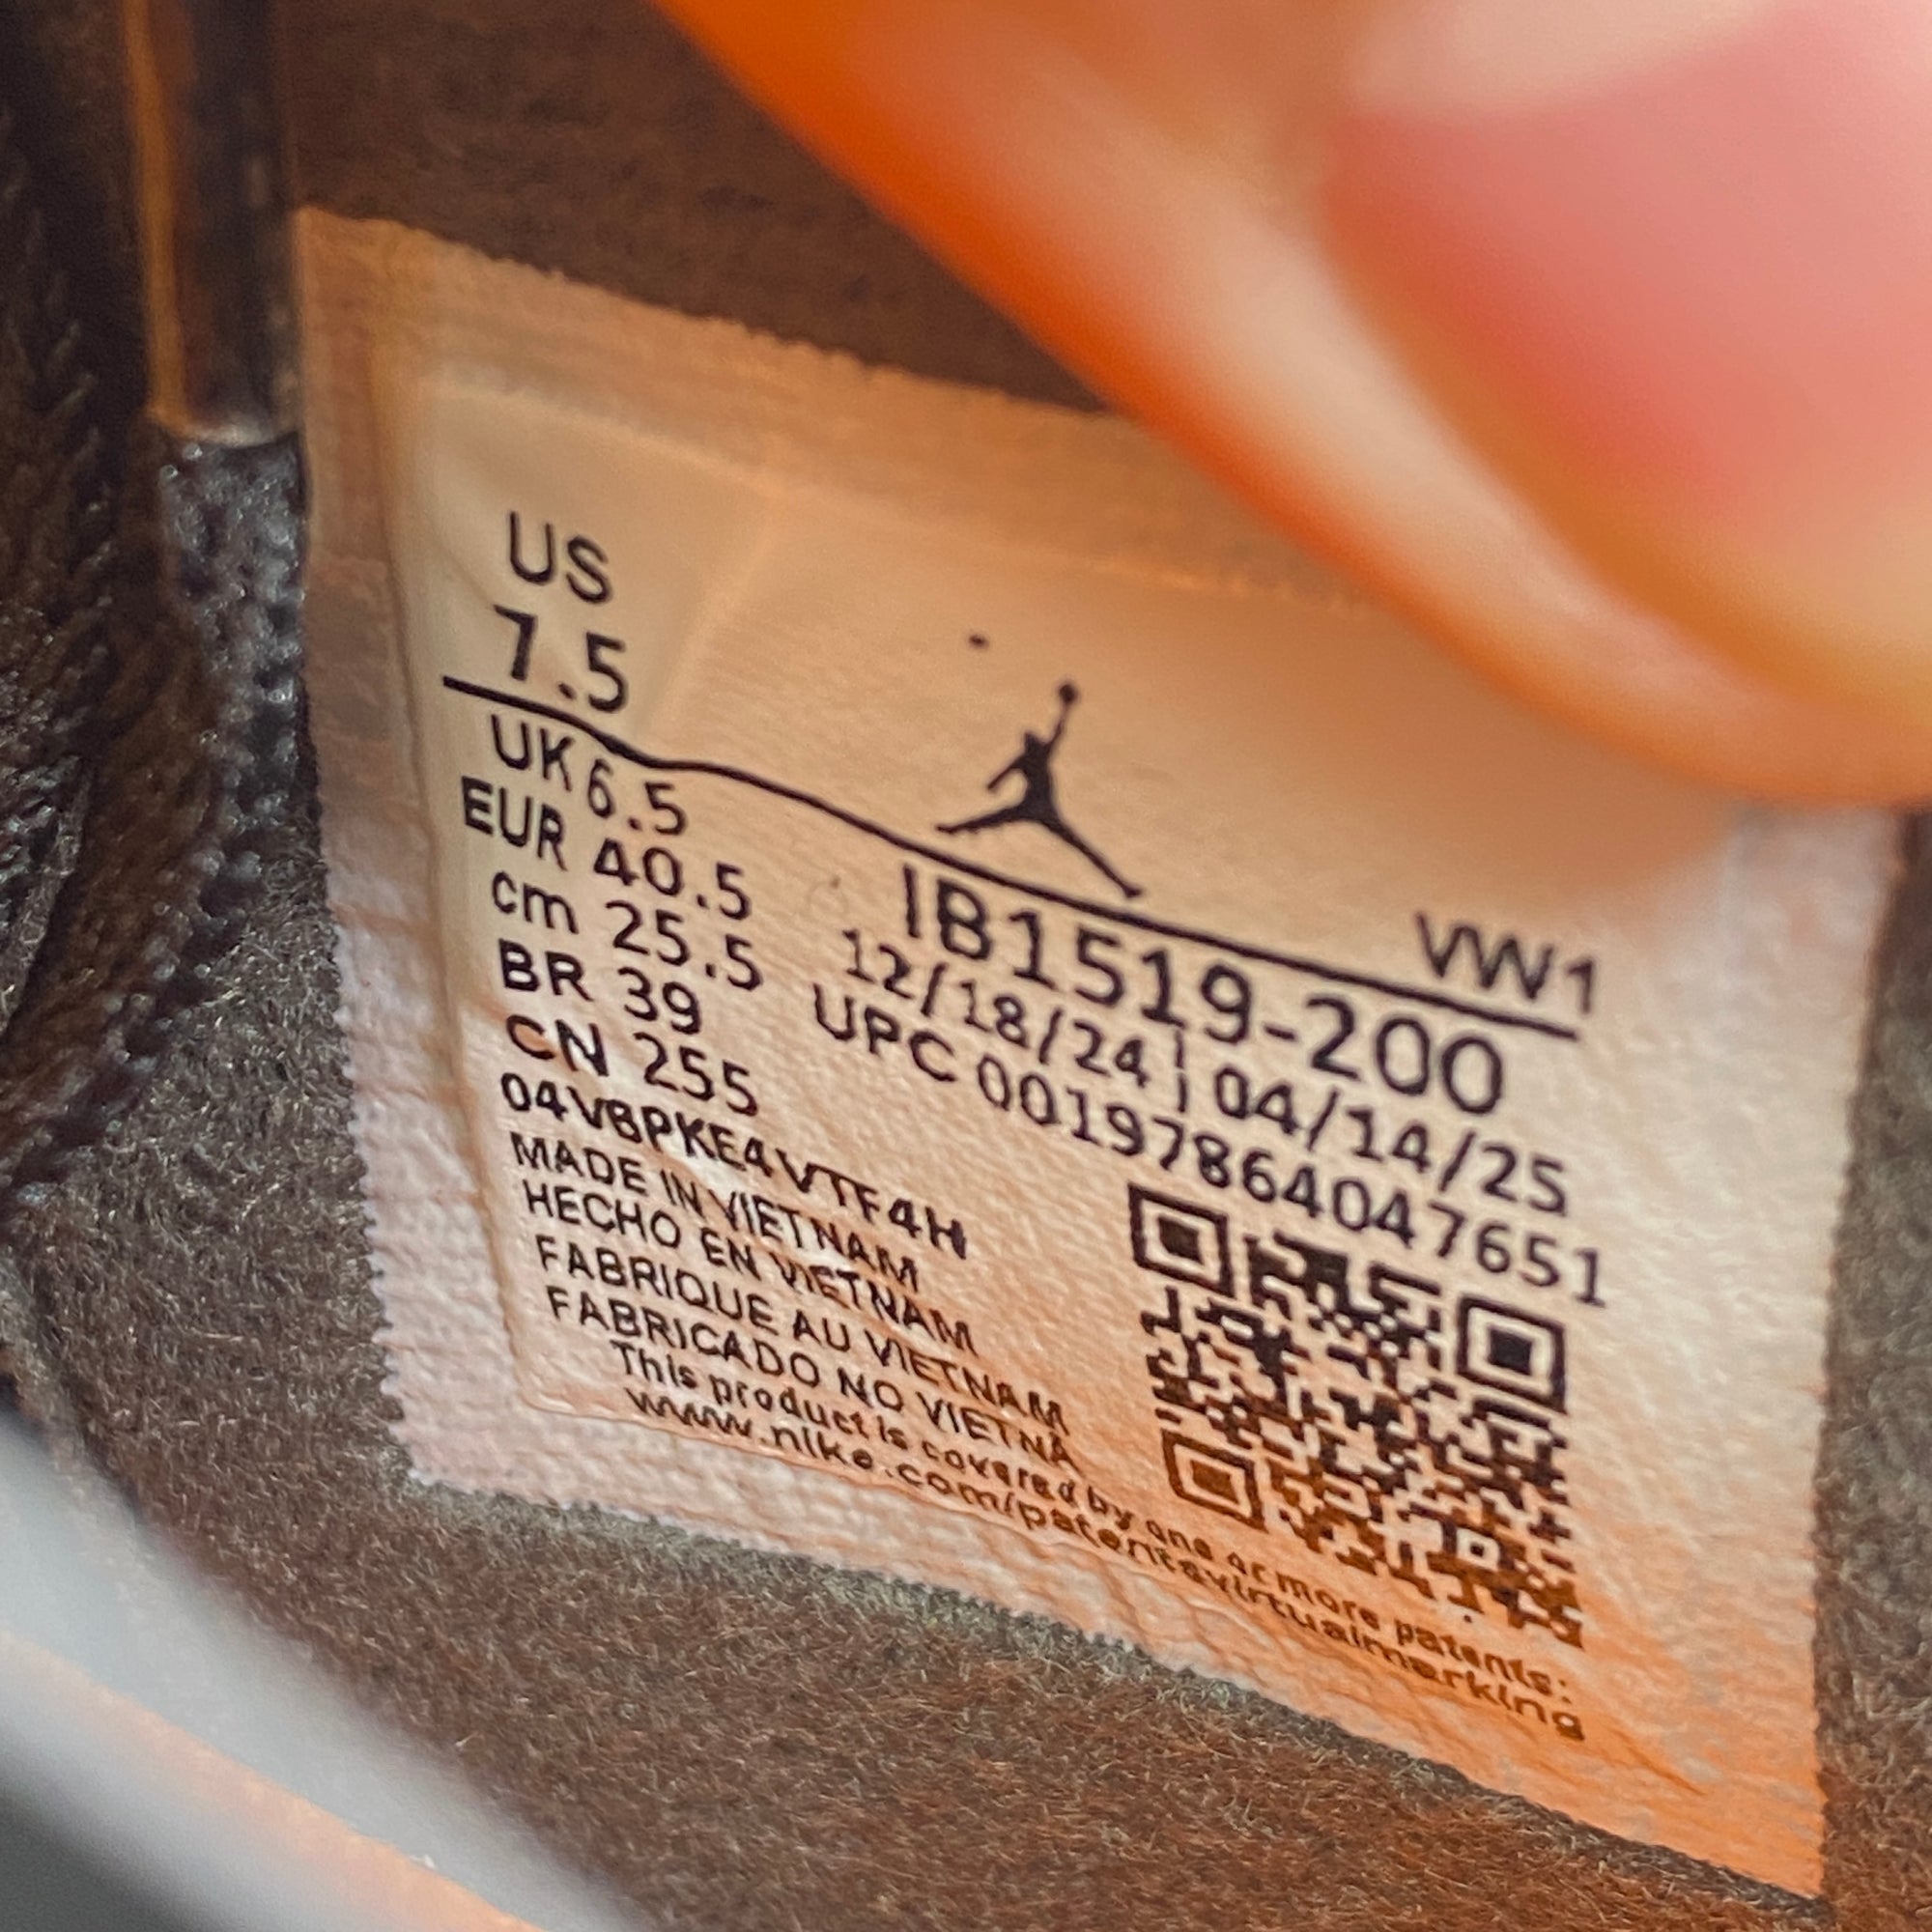 US
7.5
VW1
UK 6.5
EUR 40.5
cm 25.5
BR 39
CN 255
IB1519-200
12/18/24 | 04/14/25
UPC 00197864047651
04V8PKE4VTF4H
MADE IN VIETNAM
HECHO EN VIETNAM
FABRIQUE AU VIETNAM
FABRICADO NO VIETNÃ
This product is covered by one or more patents:
www.nike.com/patentsvirtualmarking